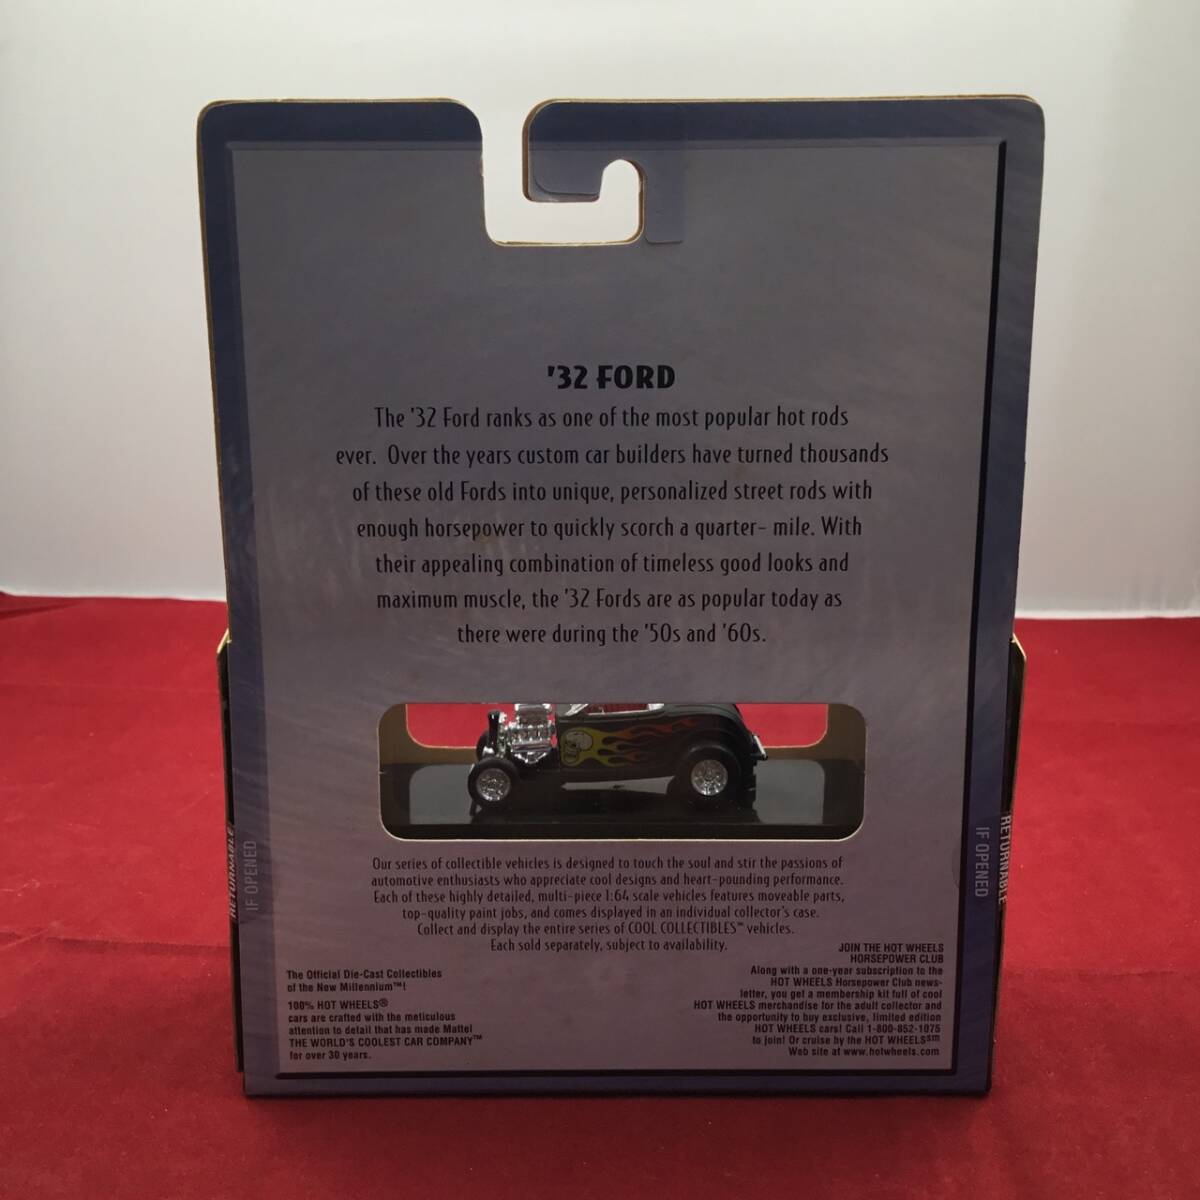 '32 FORD
The '32 Ford ranks as one of the most popular hot rods
ever. Over the years custom car builders have turned thousands
of these old Fords into unique, personalized street rods with
enough horsepower to quickly scorch a quarter- mile. With
their appealing combination of timeless good looks and
maximum muscle, the '32 Fords are as popular today as
there were during the '50s and '60s.
Our series of collectible vehicles is designed to touch the soul and stir the passions of
automotive enthusiasts who appreciate cool designs and heart-pounding performance.
Each of these highly detailed, multi-piece 1:64 scale vehicles features moveable parts,
top-quality paint jobs, and comes displayed in an individual collector's case.
Collect and display the entire series of COOL COLLECTIBLES™ vehicles.
Each sold separately, subject to availability.
The Official Die-Cast Collectibles
of the New Millennium™!
100% HOT WHEELS®
cars are crafted with the meticulous
attention to detail that has made Mattel
THE WORLD'S COOLEST CAR COMPANY™
for over 30 years.
JOIN THE HOT WHEELS
HORSEPOWER CLUB
Along with a one-year subscription to the
HOT WHEELS Horsepower Club news-
letter, you get a membership kit full of cool
HOT WHEELS merchandise for the adult collector and
the opportunity to buy exclusive, limited edition
HOT WHEELS cars! Call 1-800-852-1075
to join! Or cruise by the HOT WHEELS℠
Web site at www.hotwheels.com
RETURNABLE
IF OPENED
RETURNABLE
IF OPENED